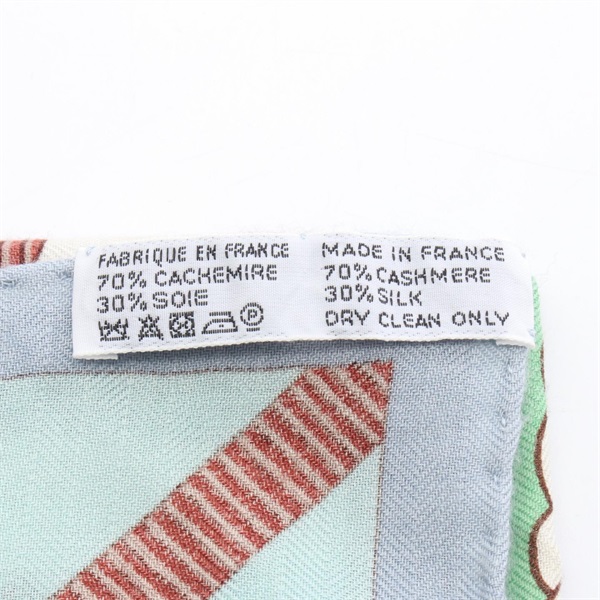 FABRIQUE EN FRANCE
70% CACHEMIRE
30% SOIE
MADE IN FRANCE
70% CASHMERE
30% SILK
DRY CLEAN ONLY
P